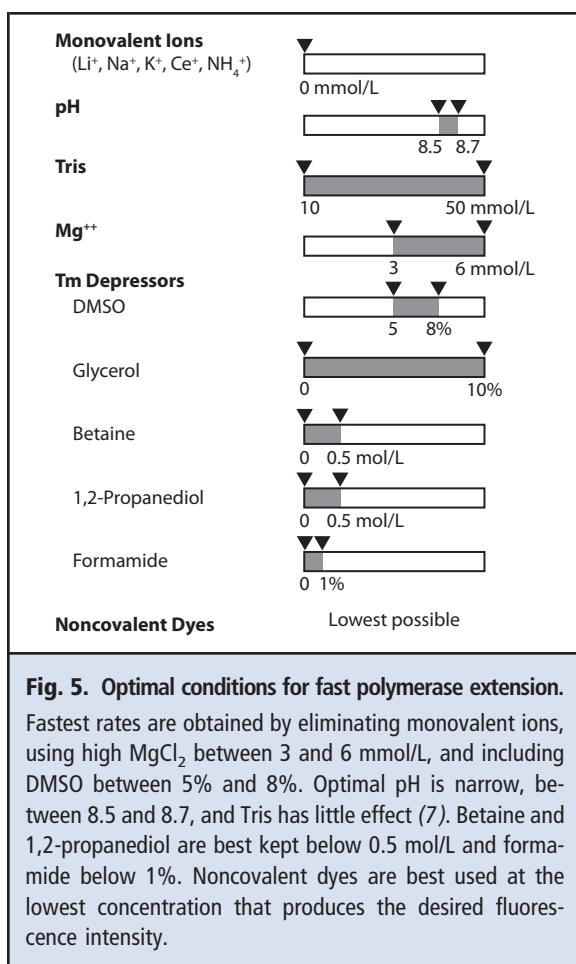 Monovalent Ions
(Li⁺, Na⁺, K⁺, Ce⁺, NH₄⁺)
0 mmol/L
pH
8.5 8.7
Tris
10 50 mmol/L
Mg⁺⁺
3 6 mmol/L
Tm Depressors
DMSO
5 8%
Glycerol
0 10%
Betaine
0 0.5 mol/L
1,2-Propanediol
0 0.5 mol/L
Formamide
0 1%
Noncovalent Dyes Lowest possible
Fig. 5. Optimal conditions for fast polymerase extension.
Fastest rates are obtained by eliminating monovalent ions,
using high MgCl₂ between 3 and 6 mmol/L, and including
DMSO between 5% and 8%. Optimal pH is narrow, be-
tween 8.5 and 8.7, and Tris has little effect (7). Betaine and
1,2-propanediol are best kept below 0.5 mol/L and forma-
mide below 1%. Noncovalent dyes are best used at the
lowest concentration that produces the desired fluores-
cence intensity.